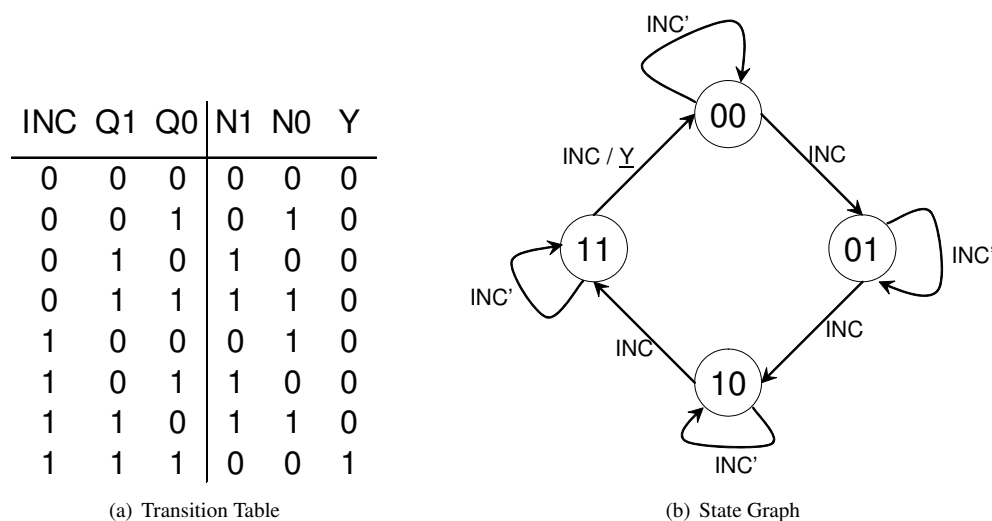 INC Q1 Q0 N1 N0 Y
0 0 0 0 0 0
0 0 1 0 1 0
0 1 0 1 0 0
0 1 1 1 1 0
1 0 0 0 1 0
1 0 1 1 0 0
1 1 0 1 1 0
1 1 1 0 0 1
(a) Transition Table
INC'
00
INC / Y
INC
11
01
INC'
INC'
INC
INC
10
INC'
(b) State Graph